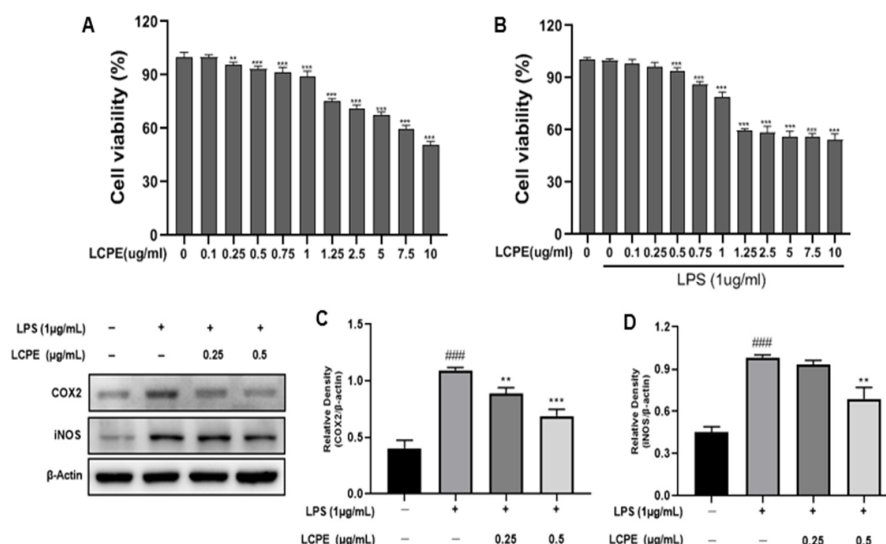 A
120
90
60
30
0
Cell viability (%)
** *** *** *** *** *** *** *** ***
LCPE(ug/ml) 0 0.1 0.25 0.5 0.75 1 1.25 2.5 5 7.5 10
B
120
90
60
30
0
Cell viability (%)
*** *** *** *** *** *** *** ***
LCPE(ug/ml) 0 0 0.1 0.25 0.5 0.75 1 1.25 2.5 5 7.5 10
LPS (1ug/ml)
LPS (1μg/mL) – + + +
LCPE (μg/mL) – – 0.25 0.5
COX2
iNOS
β-Actin
C
1.5
1.0
0.5
0.0
Relative Density
(COX2/β-actin)
### ** ***
LPS (1μg/mL) – + + +
LCPE (μg/mL) – – 0.25 0.5
D
1.2
0.9
0.6
0.3
0.0
Relative Density
(iNOS/β-actin)
### **
LPS (1μg/mL) – + + +
LCPE (μg/mL) – – 0.25 0.5